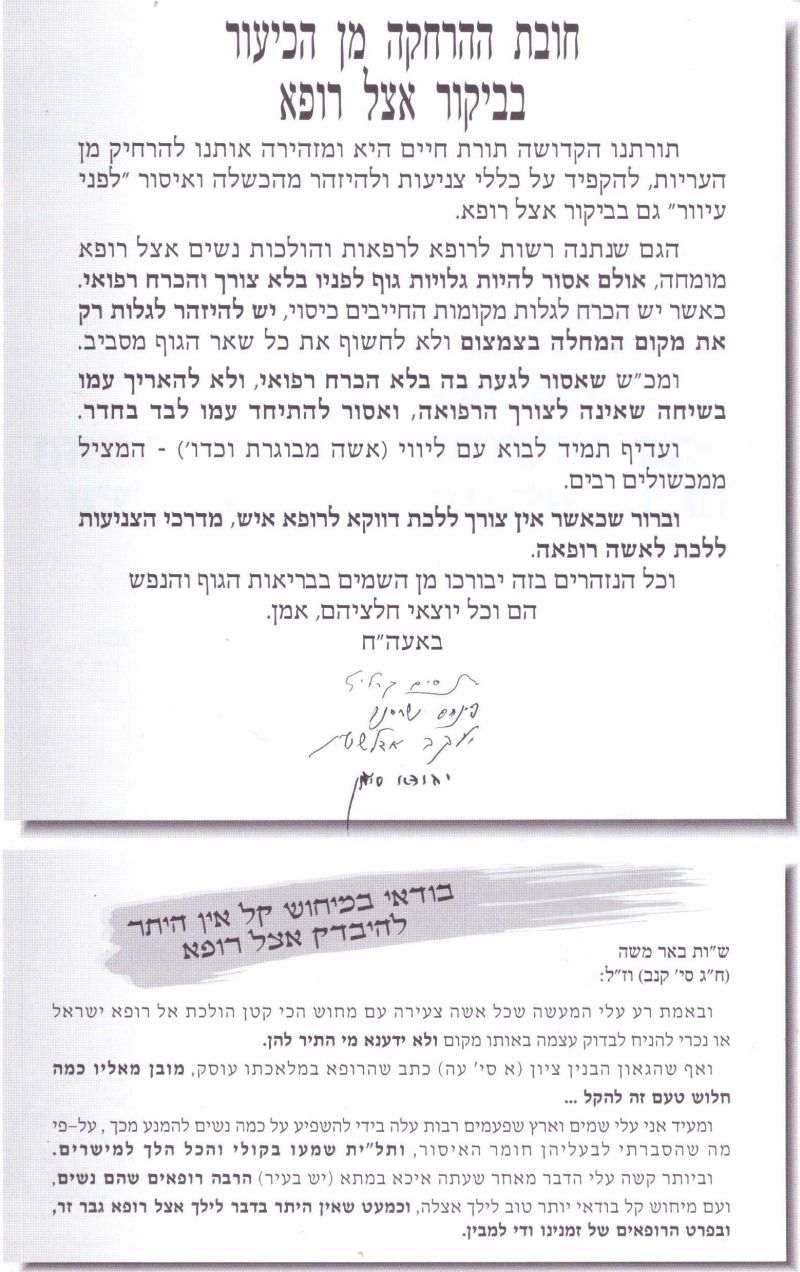 חובת ההרחקה מן הכיעור
בביקור אצל רופא
תורתנו הקדושה תורת חיים היא ומזהירה אותנו להרחיק מן
העריות, להקפיד על כללי צניעות ולהיזהר מהכשלה ואיסור ״לפני
עיוור״ גם בביקור אצל רופא.
הגם שנתנה רשות לרופא לרפאות והולכות נשים אצל רופא
מומחה, אולם אסור להיות גלויות גוף לפניו בלא צורך והכרח רפואי.
כאשר יש הכרח לגלות מקומות החייבים כיסוי, יש להיזהר לגלות רק
את מקום המחלה בצמצום ולא לחשוף את כל שאר הגוף מסביב.
ומכ״ש שאסור לגעת בה בלא הכרח רפואי, ולא להאריך עמו
בשיחה שאינה לצורך הרפואה, ואסור להתיחד עמו לבד בחדר.
ועדיף תמיד לבוא עם ליווי (אשה מבוגרת וכדו׳) - המציל
ממכשולים רבים.
וברור שכאשר אין צורך ללכת דווקא לרופא איש, מדרכי הצניעות
ללכת לאשה רופאה.
וכל הנזהרים בזה יבורכו מן השמים בבריאות הגוף והנפש
הם וכל יוצאי חלציהם, אמן.
באעה״ח
נסים קרליץ
יהודא
בודאי במיחוש קל אין היתר
להיבדק אצל רופא
ש״ות באר משה
(ח״ג סי׳ קנב) וז״ל:
ובאמת רע עלי המעשה שכל אשה צעירה עם מחוש הכי קטן הולכת אל רופא ישראל
או נכרי להניח לבדוק עצמה באותו מקום ולא ידענא מי התיר להן.
ואף שהגאון הבנין ציון (א סי׳ עה) כתב שהרופא במלאכתו עוסק, מובן מאליו כמה
חלוש טעם זה להקל ...
ומעיד אני עלי שמים וארץ שפעמים רבות עלה בידי להשפיע על כמה נשים להמנע מכך, על–פי
מה שהסברתי לבעליהן חומר האיסור, ותל״ית שמעו בקולי והכל הלך למישרים.
וביותר קשה עלי הדבר מאחר שעתה איכא במתא (יש בעיר) הרבה רופאים שהם נשים,
ועם מיחוש קל בודאי יותר טוב לילך אצלה, וכמעט שאין היתר בדבר לילך אצל רופא גבר זר,
ובפרט הרופאים של זמנינו ודי למבין.